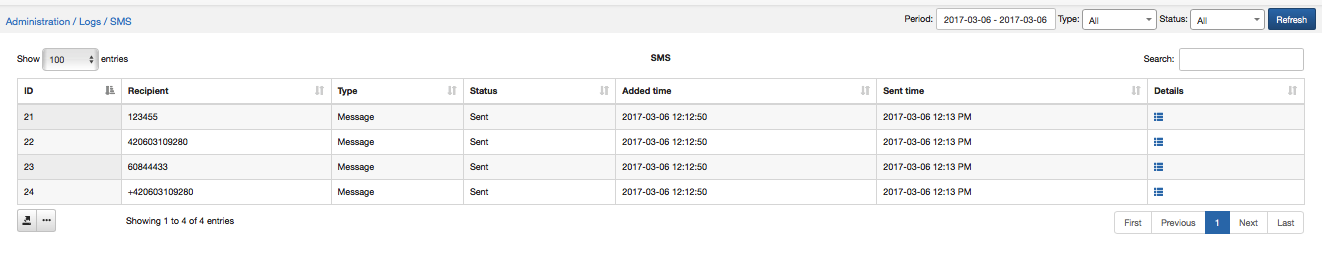 Administration / Logs / SMS Period: 2017-03-06 - 2017-03-06 Type: All Status: All Refresh
Show 100 entries SMS Search:
ID Recipient Type Status Added time Sent time Details
21 123455 Message Sent 2017-03-06 12:12:50 2017-03-06 12:13 PM
22 420603109280 Message Sent 2017-03-06 12:12:50 2017-03-06 12:13 PM
23 60844433 Message Sent 2017-03-06 12:12:50 2017-03-06 12:13 PM
24 +420603109280 Message Sent 2017-03-06 12:12:50 2017-03-06 12:13 PM
Showing 1 to 4 of 4 entries First Previous 1 Next Last